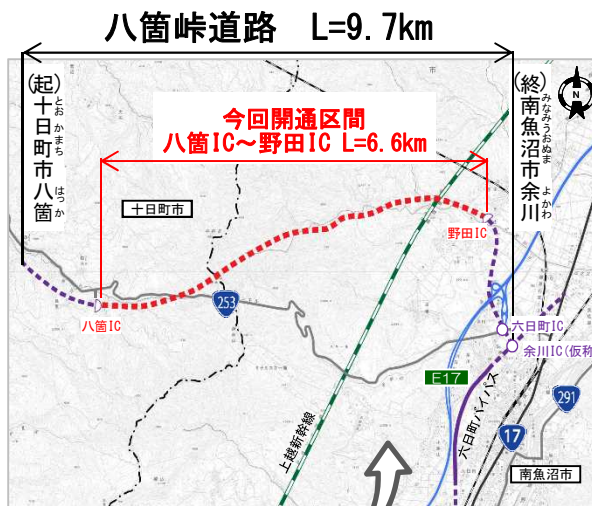 八箇峠道路 L=9.7km
(起)十日町市八箇
とおかまち
はっか
今回開通区間
八箇IC～野田IC L=6.6km
(終)南魚沼市余川
みなみうおぬま
よかわ
N
市
十日町市
野田IC
253
八箇IC
六日町IC
余川IC(仮称
E17
上越新幹線
六日町バイパス
291
17
南魚沼市